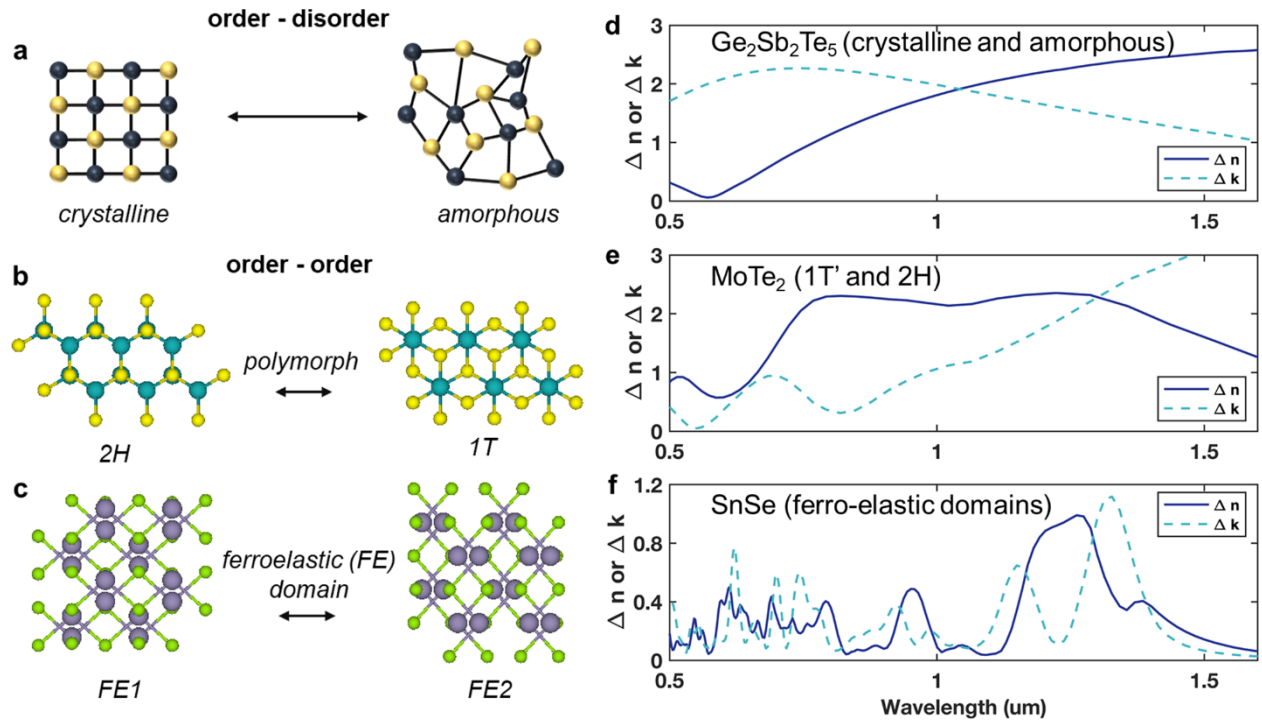 order - disorder
a
crystalline
amorphous
order - order
b
polymorph
2H
1T
c
ferroelastic (FE)
domain
FE1
FE2
d
Ge₂Sb₂Te₅ (crystalline and amorphous)
3
2
1
0
Δ n or Δ k
Δ n
Δ k
0.5
1
1.5
e
MoTe₂ (1T’ and 2H)
3
2
1
0
Δ n or Δ k
Δ n
Δ k
0.5
1
1.5
f
SnSe (ferro-elastic domains)
1.2
0.8
0.4
0
Δ n or Δ k
Δ n
Δ k
0.5
1
1.5
Wavelength (um)